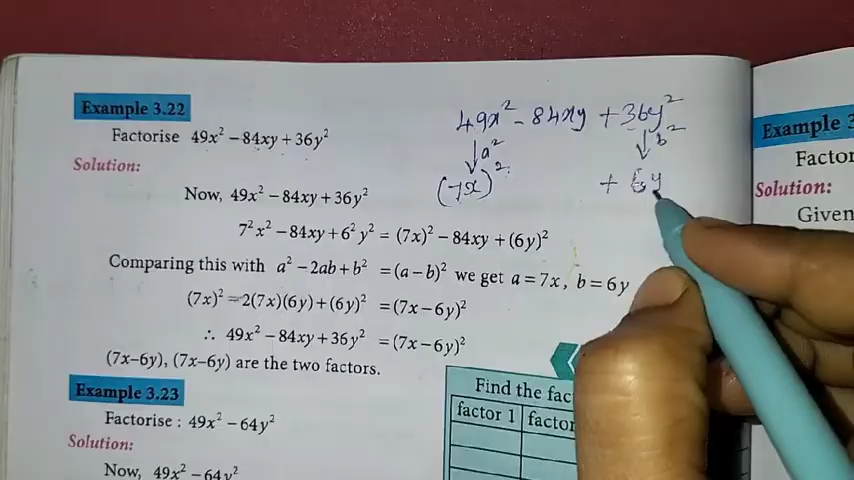 Example 3.22
Factorise 49x² – 84xy + 36y²
Solution:
Now, 49x² – 84xy + 36y²
7²x² – 84xy + 6²y² = (7x)² – 84xy + (6y)²
Comparing this with a² – 2ab + b² = (a – b)² we get a = 7x, b = 6y
(7x)² – 2(7x)(6y) + (6y)² = (7x – 6y)²
∴ 49x² – 84xy + 36y² = (7x – 6y)²
(7x–6y), (7x–6y) are the two factors.
Example 3.23
Factorise : 49x² – 64y²
Solution:
Now, 49x² – 64y²
49x² – 84xy + 36y²
↓ a² ↓ b²
(7x)² + 6y
Find the fac
factor 1 factor
Example 3
Factor
Solution:
Given